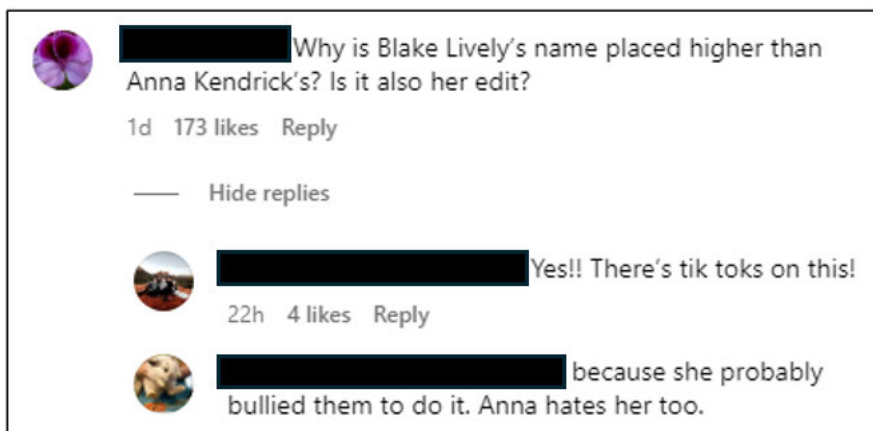 Why is Blake Lively's name placed higher than
Anna Kendrick's? Is it also her edit?
1d 173 likes Reply
Hide replies
Yes!! There's tik toks on this!
22h 4 likes Reply
because she probably
bullied them to do it. Anna hates her too.